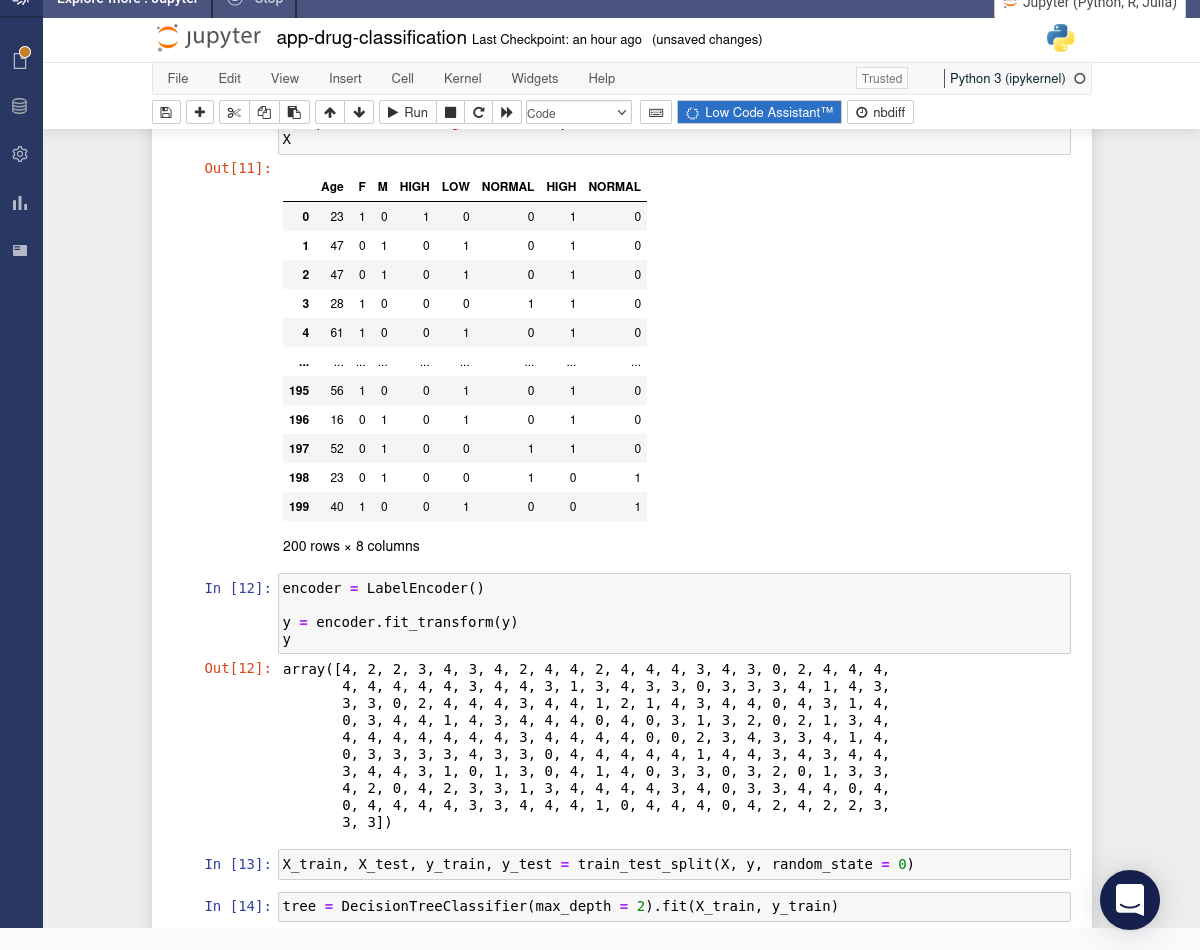 Explore more : Jupyter Stop Jupyter (Python, R, Julia)
jupyter app-drug-classification Last Checkpoint: an hour ago (unsaved changes)
File Edit View Insert Cell Kernel Widgets Help Trusted Python 3 (ipykernel)
Run Code Low Code Assistant™ nbdiff
X
Out[11]:
Age F M HIGH LOW NORMAL HIGH NORMAL
0 23 1 0 1 0 0 1 0
1 47 0 1 0 1 0 1 0
2 47 0 1 0 1 0 1 0
3 28 1 0 0 0 1 1 0
4 61 1 0 0 1 0 1 0
... ... ... ... ... ... ... ... ...
195 56 1 0 0 1 0 1 0
196 16 0 1 0 1 0 1 0
197 52 0 1 0 0 1 1 0
198 23 0 1 0 0 1 0 1
199 40 1 0 0 1 0 0 1
200 rows × 8 columns
In [12]: encoder = LabelEncoder()
y = encoder.fit_transform(y)
y
Out[12]: array([4, 2, 2, 3, 4, 3, 4, 2, 4, 4, 2, 4, 4, 4, 3, 4, 3, 0, 2, 4, 4, 4,
4, 4, 4, 4, 4, 3, 4, 4, 3, 1, 3, 4, 3, 3, 0, 3, 3, 3, 4, 1, 4, 3,
3, 3, 0, 2, 4, 4, 4, 3, 4, 4, 1, 2, 1, 4, 3, 4, 4, 0, 4, 3, 1, 4,
0, 3, 4, 4, 1, 4, 3, 4, 4, 4, 0, 4, 0, 3, 1, 3, 2, 0, 2, 1, 3, 4,
4, 4, 4, 4, 4, 4, 4, 3, 4, 4, 4, 4, 0, 0, 2, 3, 4, 3, 3, 4, 1, 4,
0, 3, 3, 3, 3, 4, 3, 3, 0, 4, 4, 4, 4, 4, 1, 4, 4, 3, 4, 3, 4, 4,
3, 4, 4, 3, 1, 0, 1, 3, 0, 4, 1, 4, 0, 3, 3, 0, 3, 2, 0, 1, 3, 3,
4, 2, 0, 4, 2, 3, 3, 1, 3, 4, 4, 4, 4, 3, 4, 0, 3, 3, 4, 4, 0, 4,
0, 4, 4, 4, 4, 3, 3, 4, 4, 4, 1, 0, 4, 4, 4, 0, 4, 2, 4, 2, 2, 3,
3, 3])
In [13]: X_train, X_test, y_train, y_test = train_test_split(X, y, random_state = 0)
In [14]: tree = DecisionTreeClassifier(max_depth = 2).fit(X_train, y_train)